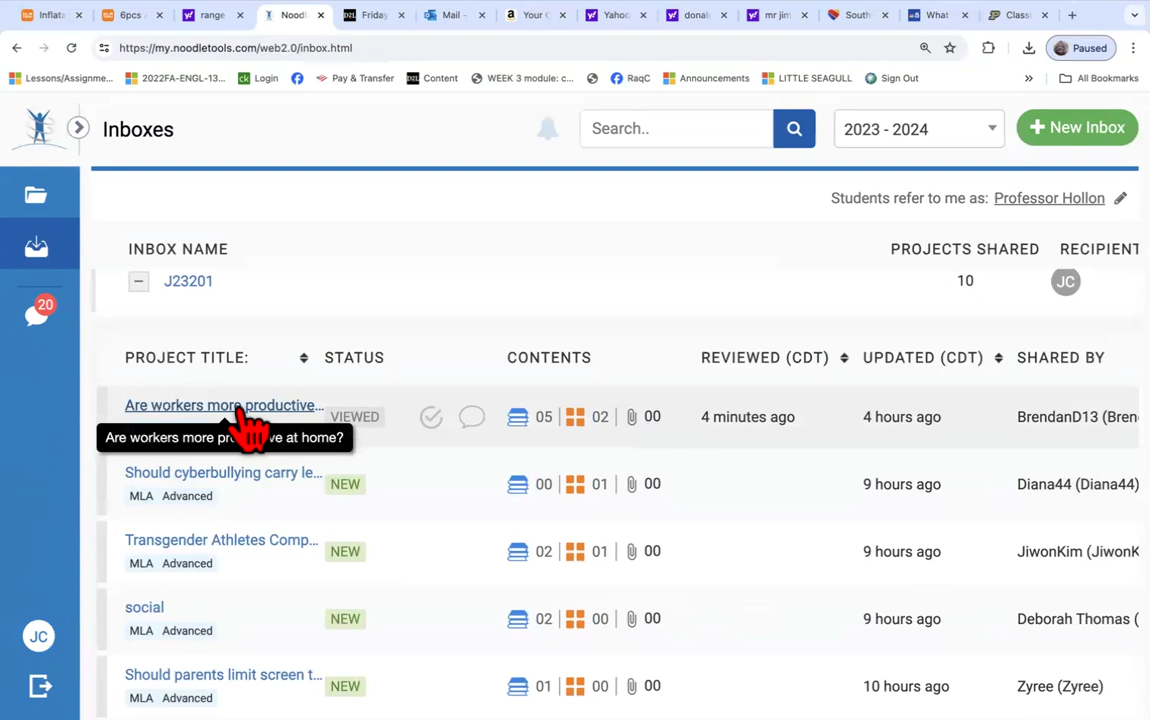 Inflata
6pcs
range
Noodl
Friday,
Mail -
Your C
Yahoo
donal
mr jim
South
What
Classi
https://my.noodletools.com/web2.0/inbox.html
Paused
Lessons/Assignme...
2022FA-ENGL-13...
Login
Pay & Transfer
Content
WEEK 3 module: c...
RaqC
Announcements
LITTLE SEAGULL
Sign Out
All Bookmarks
Inboxes
Search..
2023 - 2024
New Inbox
Students refer to me as: Professor Hollon
INBOX NAME
PROJECTS SHARED
RECIPIENT
J23201
10
JC
20
PROJECT TITLE:
STATUS
CONTENTS
REVIEWED (CDT)
UPDATED (CDT)
SHARED BY
Are workers more productive...
VIEWED
05
02
00
4 minutes ago
4 hours ago
BrendanD13 (Bren
Are workers more
at home?
Should cyberbullying carry le...
MLA Advanced
NEW
00
01
00
9 hours ago
Diana44 (Diana44)
Transgender Athletes Comp...
MLA Advanced
NEW
02
01
00
9 hours ago
JiwonKim (JiwonK
social
MLA Advanced
NEW
02
00
00
9 hours ago
Deborah Thomas (
Should parents limit screen t...
MLA Advanced
NEW
01
00
00
10 hours ago
Zyree (Zyree)
JC